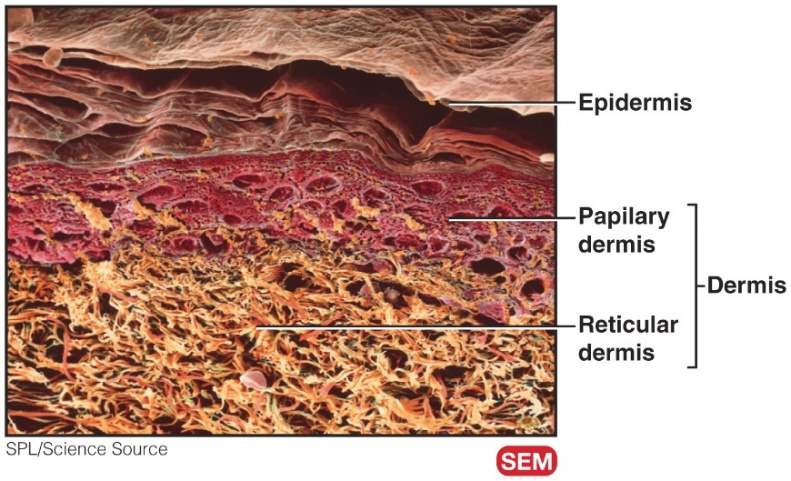 Epidermis
Papilary
dermis
Dermis
Reticular
dermis
SPL/Science Source
SEM